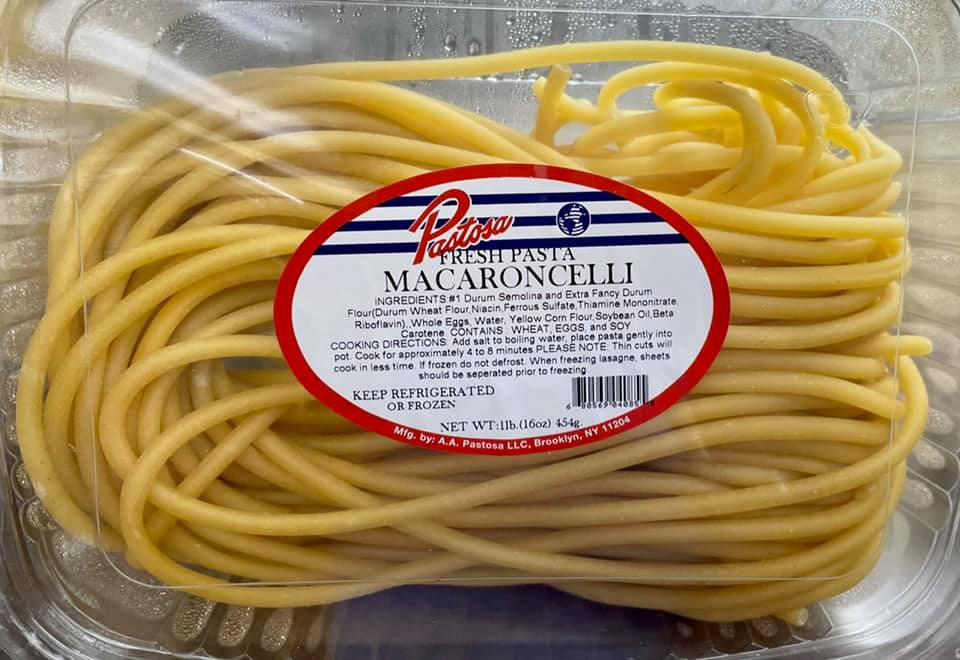 Pastosa
FRESH PASTA
MACARONCELLI
INGREDIENTS:#1 Durum Semolina and Extra Fancy Durum
Flour(Durum Wheat Flour,Niacin,Ferrous Sulfate,Thiamine Mononitrate,
Riboflavin),,Whole Eggs, Water, Yellow Corn Flour,Soybean Oil,Beta
Carotene. CONTAINS : WHEAT, EGGS, and SOY
COOKING DIRECTIONS: Add salt to boiling water, place pasta gently into
pot. Cook for approximately 4 to 8 minutes PLEASE NOTE: Thin cuts will
cook in less time. If frozen do not defrost. When freezing lasagne, sheets
should be seperated prior to freezing.
KEEP REFRIGERATED
OR FROZEN
NET WT:1lb.(16oz) 454g.
Mfg. by: A.A. Pastosa LLC, Brooklyn, NY 11204